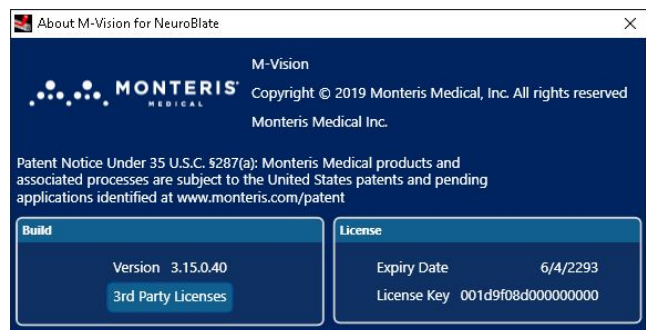 About M-Vision for NeuroBlate
MONTERIS
MEDICAL
M-Vision
Copyright © 2019 Monteris Medical, Inc. All rights reserved
Monteris Medical Inc.
Patent Notice Under 35 U.S.C. §287(a): Monteris Medical products and
associated processes are subject to the United States patents and pending
applications identified at www.monteris.com/patent
Build
Version 3.15.0.40
3rd Party Licenses
License
Expiry Date 6/4/2293
License Key 001d9f08d000000000